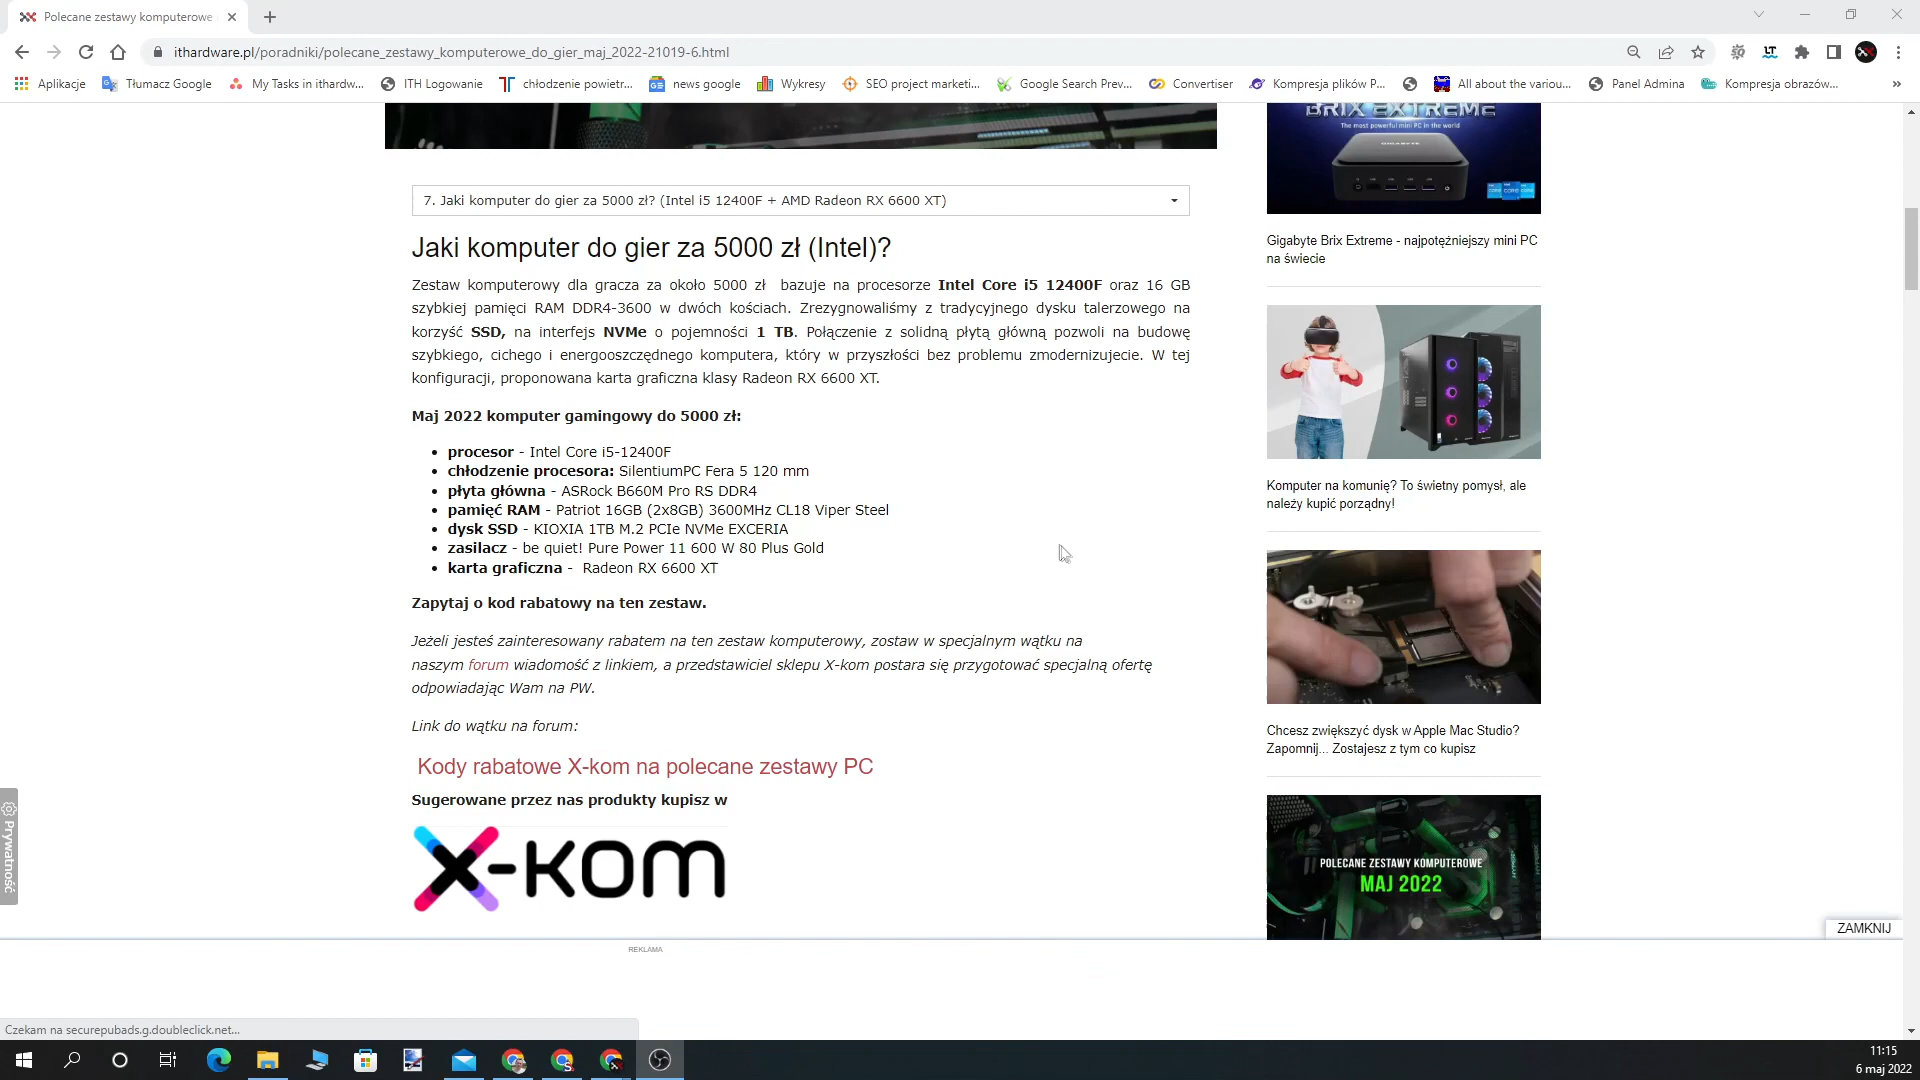 Polecane zestawy komputerowe
ithardware.pl/poradniki/polecane_zestawy_komputerowe_do_gier_maj_2022-21019-6.html
Aplikacje
Tłumacz Google
My Tasks in ithardw...
ITH Logowanie
chłodzenie powietr...
news google
Wykresy
SEO project marketi...
Google Search Prev...
Convertiser
Kompresja plików P...
All about the variou...
Panel Admina
Kompresja obrazów...
BRIX EXTREME
The most powerful mini PC in the world
GIGABYTE
7. Jaki komputer do gier za 5000 zł? (Intel i5 12400F + AMD Radeon RX 6600 XT)
Jaki komputer do gier za 5000 zł (Intel)?
Zestaw komputerowy dla gracza za około 5000 zł bazuje na procesorze Intel Core i5 12400F oraz 16 GB
szybkiej pamięci RAM DDR4-3600 w dwóch kościach. Zrezygnowaliśmy z tradycyjnego dysku talerzowego na
korzyść SSD, na interfejs NVMe o pojemności 1 TB. Połączenie z solidną płytą główną pozwoli na budowę
szybkiego, cichego i energooszczędnego komputera, który w przyszłości bez problemu zmodernizujecie. W tej
konfiguracji, proponowana karta graficzna klasy Radeon RX 6600 XT.
Maj 2022 komputer gamingowy do 5000 zł:
• procesor - Intel Core i5-12400F
• chłodzenie procesora: SilentiumPC Fera 5 120 mm
• płyta główna - ASRock B660M Pro RS DDR4
• pamięć RAM - Patriot 16GB (2x8GB) 3600MHz CL18 Viper Steel
• dysk SSD - KIOXIA 1TB M.2 PCIe NVMe EXCERIA
• zasilacz - be quiet! Pure Power 11 600 W 80 Plus Gold
• karta graficzna - Radeon RX 6600 XT
Zapytaj o kod rabatowy na ten zestaw.
Jeżeli jesteś zainteresowany rabatem na ten zestaw komputerowy, zostaw w specjalnym wątku na
naszym forum wiadomość z linkiem, a przedstawiciel sklepu X-kom postara się przygotować specjalną ofertę
odpowiadając Wam na PW.
Link do wątku na forum:
Kody rabatowe X-kom na polecane zestawy PC
Sugerowane przez nas produkty kupisz w
x-kom
Gigabyte Brix Extreme - najpotężniejszy mini PC
na świecie
Komputer na komunię? To świetny pomysł, ale
należy kupić porządny!
Chcesz zwiększyć dysk w Apple Mac Studio?
Zapomnij... Zostajesz z tym co kupisz
POLECANE ZESTAWY KOMPUTEROWE
MAJ 2022
Prywatność
ZAMKNIJ
REKLAMA
Czekam na securepubads.g.doubleclick.net...
11:15
6 maj 2022